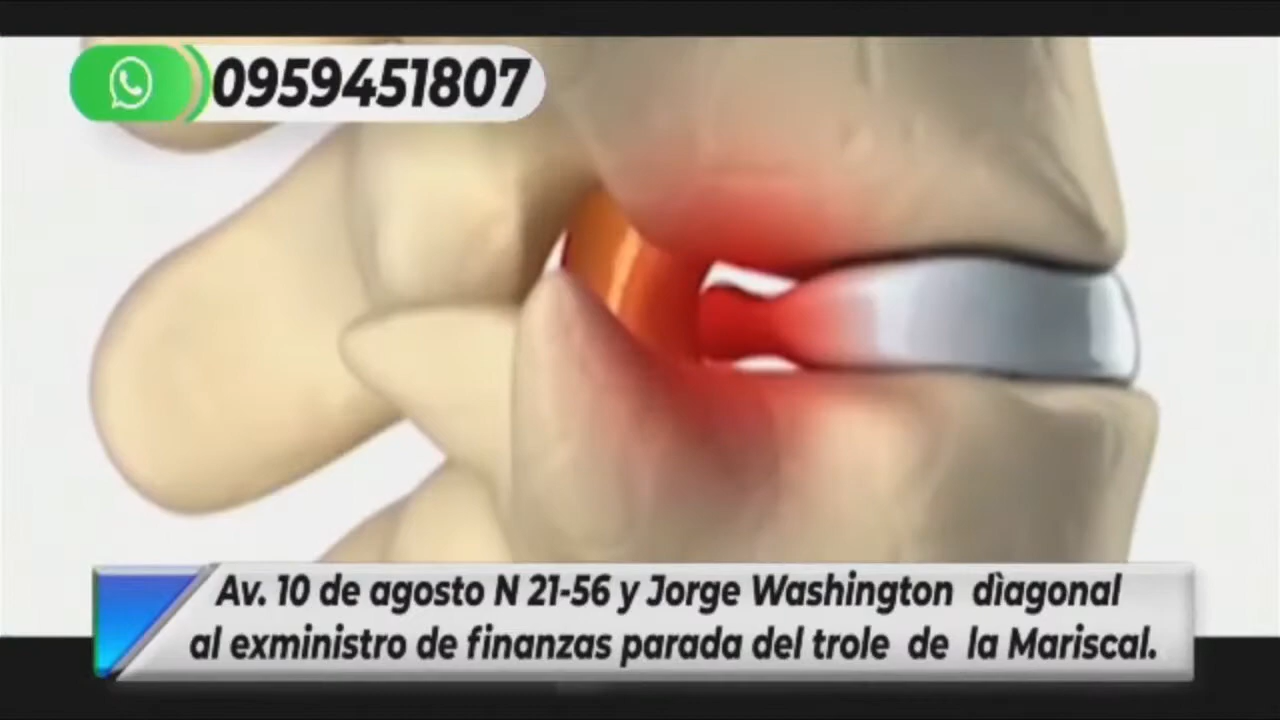 0959451807
Av. 10 de agosto N 21-56 y Jorge Washington dìagonal
al exministro de finanzas parada del trole de la Mariscal.